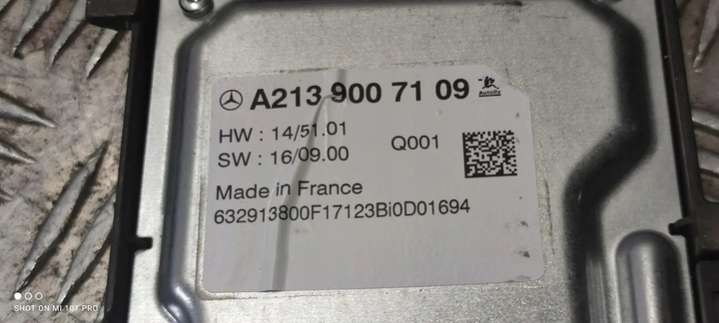 A213 900 71 09
Autoliv
HW : 14/51.01
Q001
SW : 16/09.00
Made in France
632913800F17123Bi0D01694
SHOT ON MI 10T PRO